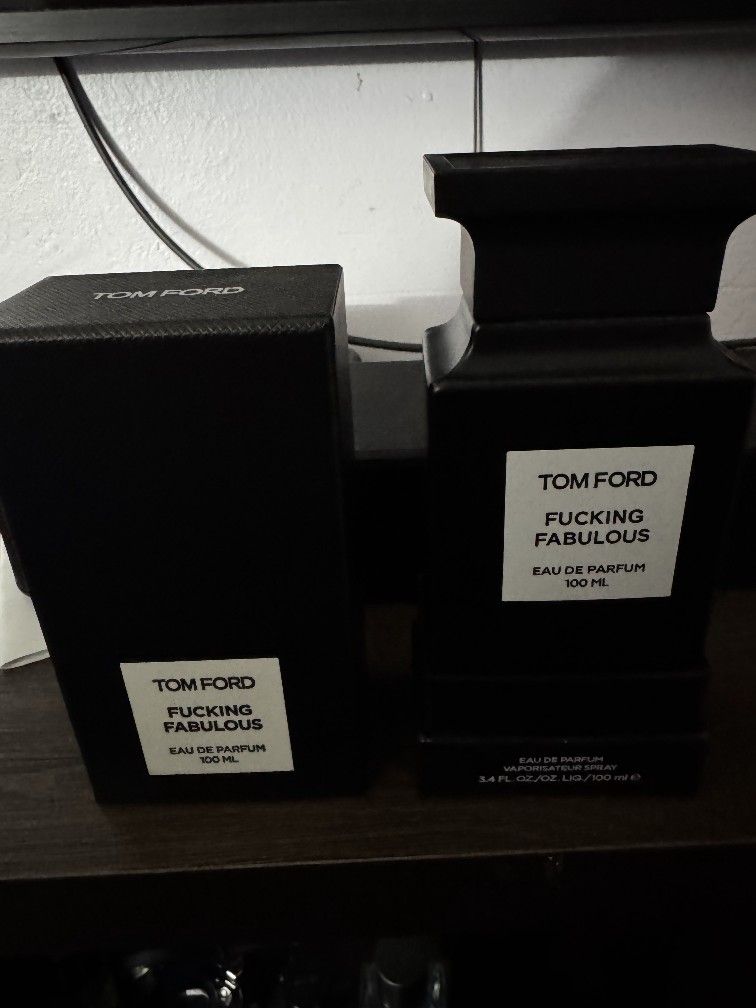 TOM FORD
TOM FORD
FUCKING
FABULOUS
EAU DE PARFUM
100 ML
TOM FORD
FUCKING
FABULOUS
EAU DE PARFUM
100 ML
EAU DE PARFUM
VAPORISATEUR SPRAY
3.4 FL. OZ./OZ. LIQ./100 ml ℮